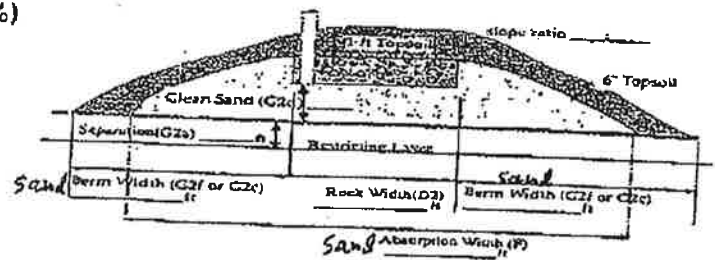 %)
slope ratio
1-ft Topsoil
6" Topsoil
Clean Sand (G2c)
Separation (G2a) ft
Restricting Layer
Sand Berm Width (G2f or G2c) ft
Rock Width (D2) ft
Sand Berm Width (G2f or G2c) ft
Sand Absorption Width (F) ft